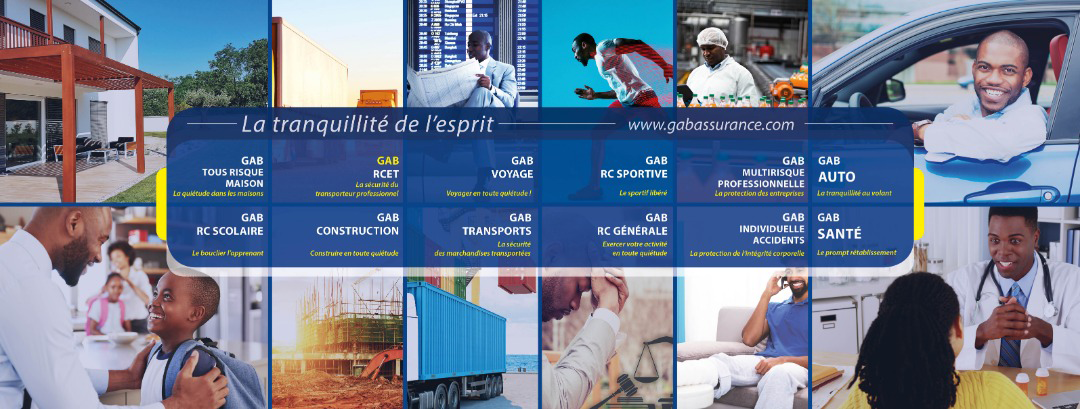 La tranquillité de l'esprit
www.gabassurance.com
GAB
TOUS RISQUE
MAISON
La quiétude dans les maisons
GAB
RCET
La sécurité du
transporteur professionnel
GAB
VOYAGE
Voyager en toute quiétude !
GAB
RC SPORTIVE
Le sportif libéré
GAB
MULTIRISQUE
PROFESSIONNELLE
La protection des entreprises
GAB
AUTO
La tranquilité au volant
GAB
RC SCOLAIRE
Le bouclier l'apprenant
GAB
CONSTRUCTION
Construire en toute quiétude
GAB
TRANSPORTS
La sécurité
des marchandises transportées
GAB
RC GÉNÉRALE
Exercer votre activité
en toute quiétude
GAB
INDIVIDUELLE
ACCIDENTS
La protection de l'intégrité corporelle
GAB
SANTÉ
Le prompt rétablissement